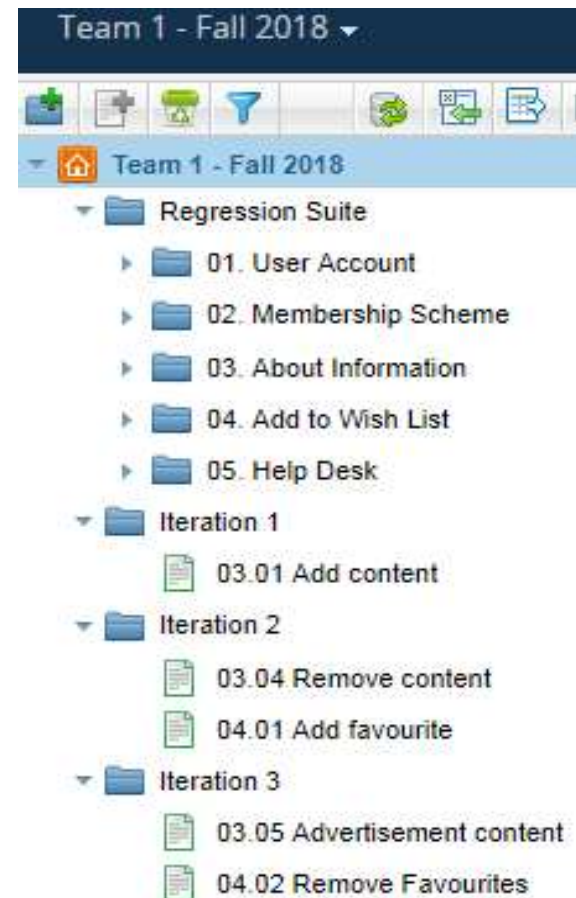 Team 1 - Fall 2018
Team 1 - Fall 2018
Regression Suite
01. User Account
02. Membership Scheme
03. About Information
04. Add to Wish List
05. Help Desk
Iteration 1
03.01 Add content
Iteration 2
03.04 Remove content
04.01 Add favourite
Iteration 3
03.05 Advertisement content
04.02 Remove Favourites